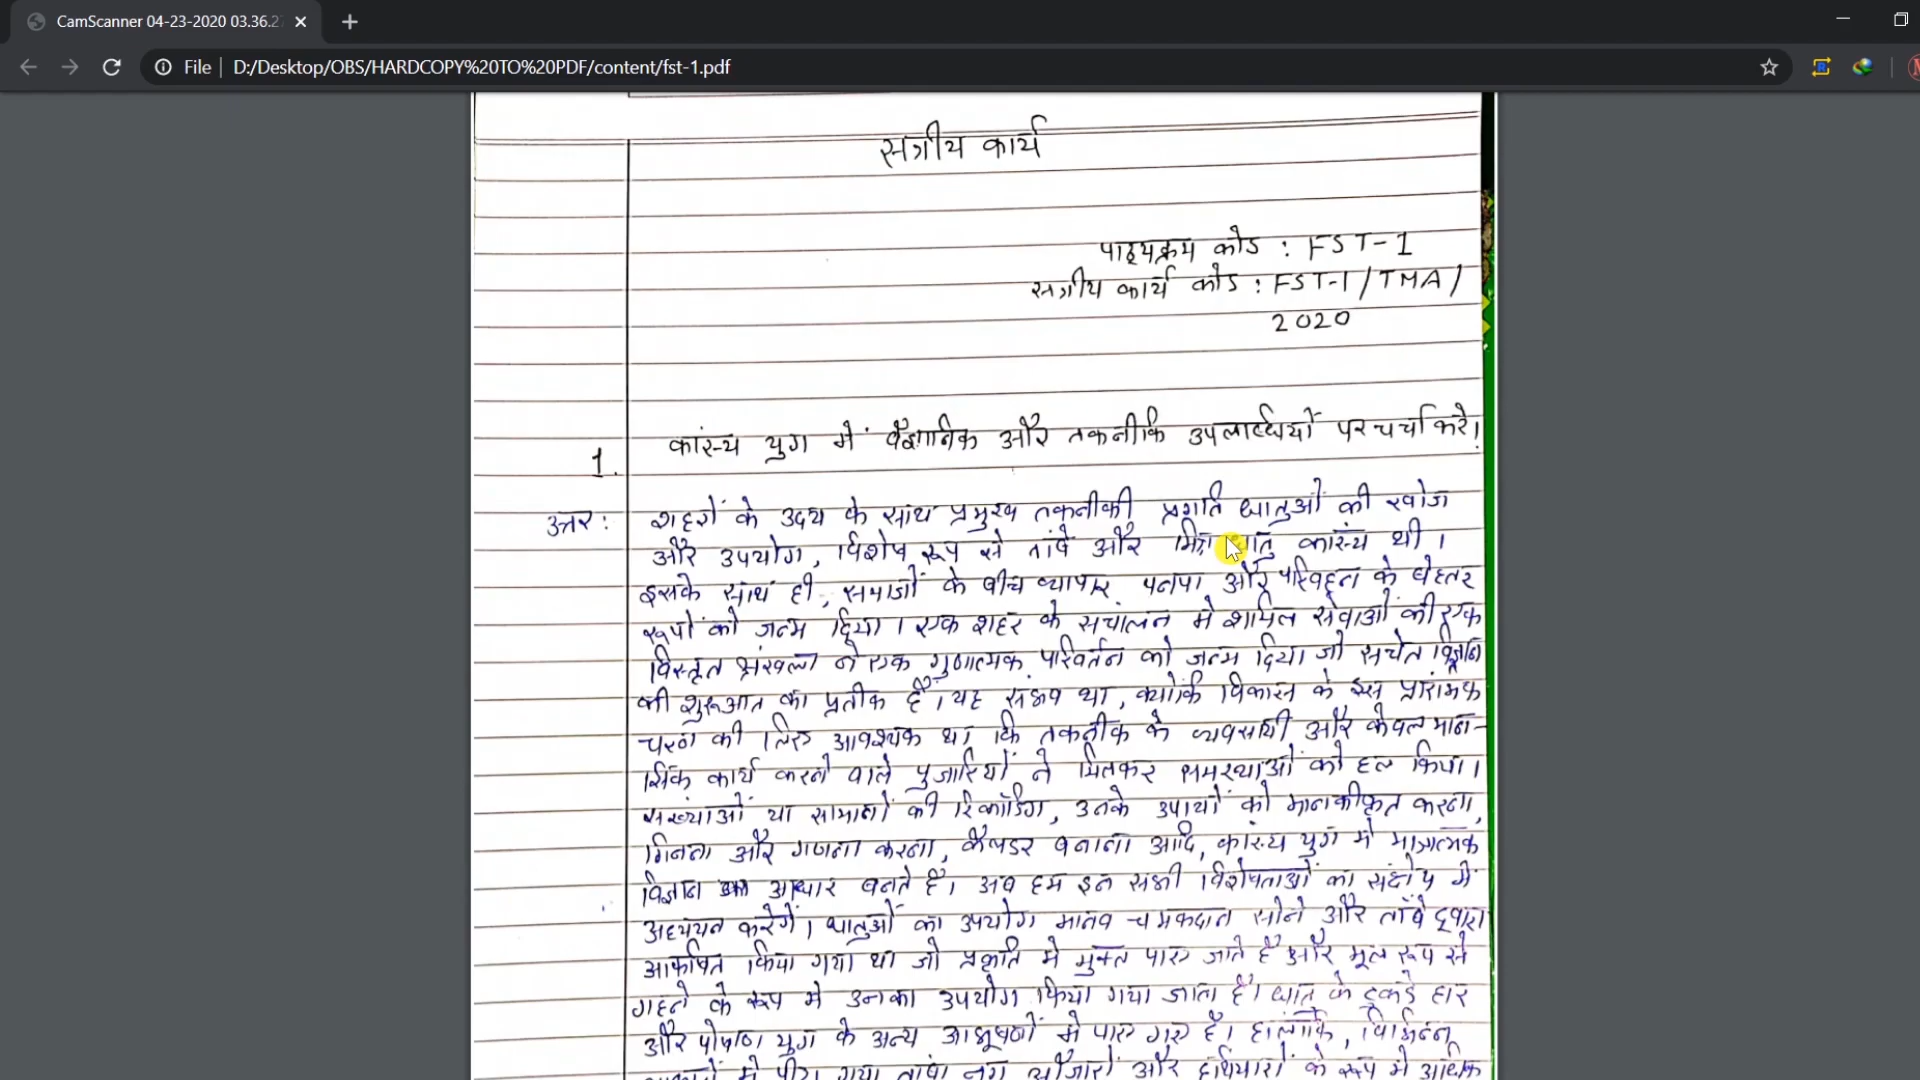 CamScanner 04-23-2020 03.36.2
File D:/Desktop/OBS/HARDCOPY%20TO%20PDF/content/fst-1.pdf
सत्रीय कार्य
पाठ्यक्रम कोड : FST-1
सत्रीय कार्य कोड : FST-1/TMA/
2020
1. कांस्य युग में वैज्ञानिक और तकनीकि उपलब्धियों पर चर्चा करें।
उत्तर: शहरों के उदय के साथ प्रमुख तकनीकी प्रगति धातुओं की खोज
और उपयोग, विशेष रूप से तांबे और मिश्र धातु कांस्य थी।
इसके साथ ही, समाजों के बीच व्यापार पनपा और परिवहन के बेहतर
रूपों को जन्म दिया। एक शहर के संचालन में शामिल सेवाओं की एक
विस्तृत श्रंखला ने एक गुणात्मक परिवर्तन को जन्म दिया जो सचेत विज्ञान
की शुरुआत का प्रतीक है। यह संभव था, क्योंकि विकास के इस प्रारंभिक
चरण की लिए आवश्यक था कि तकनीक के व्यवसायी और केवल मान-
सिक कार्य करने वाले पुजारियों ने मिलकर समस्याओं को हल किया।
संख्याओं या सामानों की रिकॉर्डिंग, उनके उपायों को मानकीकृत करना,
गिनना और गणना करना, कैलेंडर बनाना आदि, कांस्य युग में मात्रात्मक
विज्ञान का आधार बनते हैं। अब हम इन सभी विशेषताओं का संक्षेप में
अध्ययन करेगें। धातुओं का उपयोग मानव चमकदार सोने और ताँबे द्वारा
आकर्षित किया गया था जो प्रकृति में मुक्त पाए जाते हैं और मूल रूप से
गहने के रूप में उनका उपयोग किया गया जाता है। धातु के टुकडे हार
और पाषाण युग के अन्य आभूषणों में पाए गए हैं। हालांकि, विभिन्न
में पीटा गया तांबा नए औजारों और हथियारों के रूप में अधिक